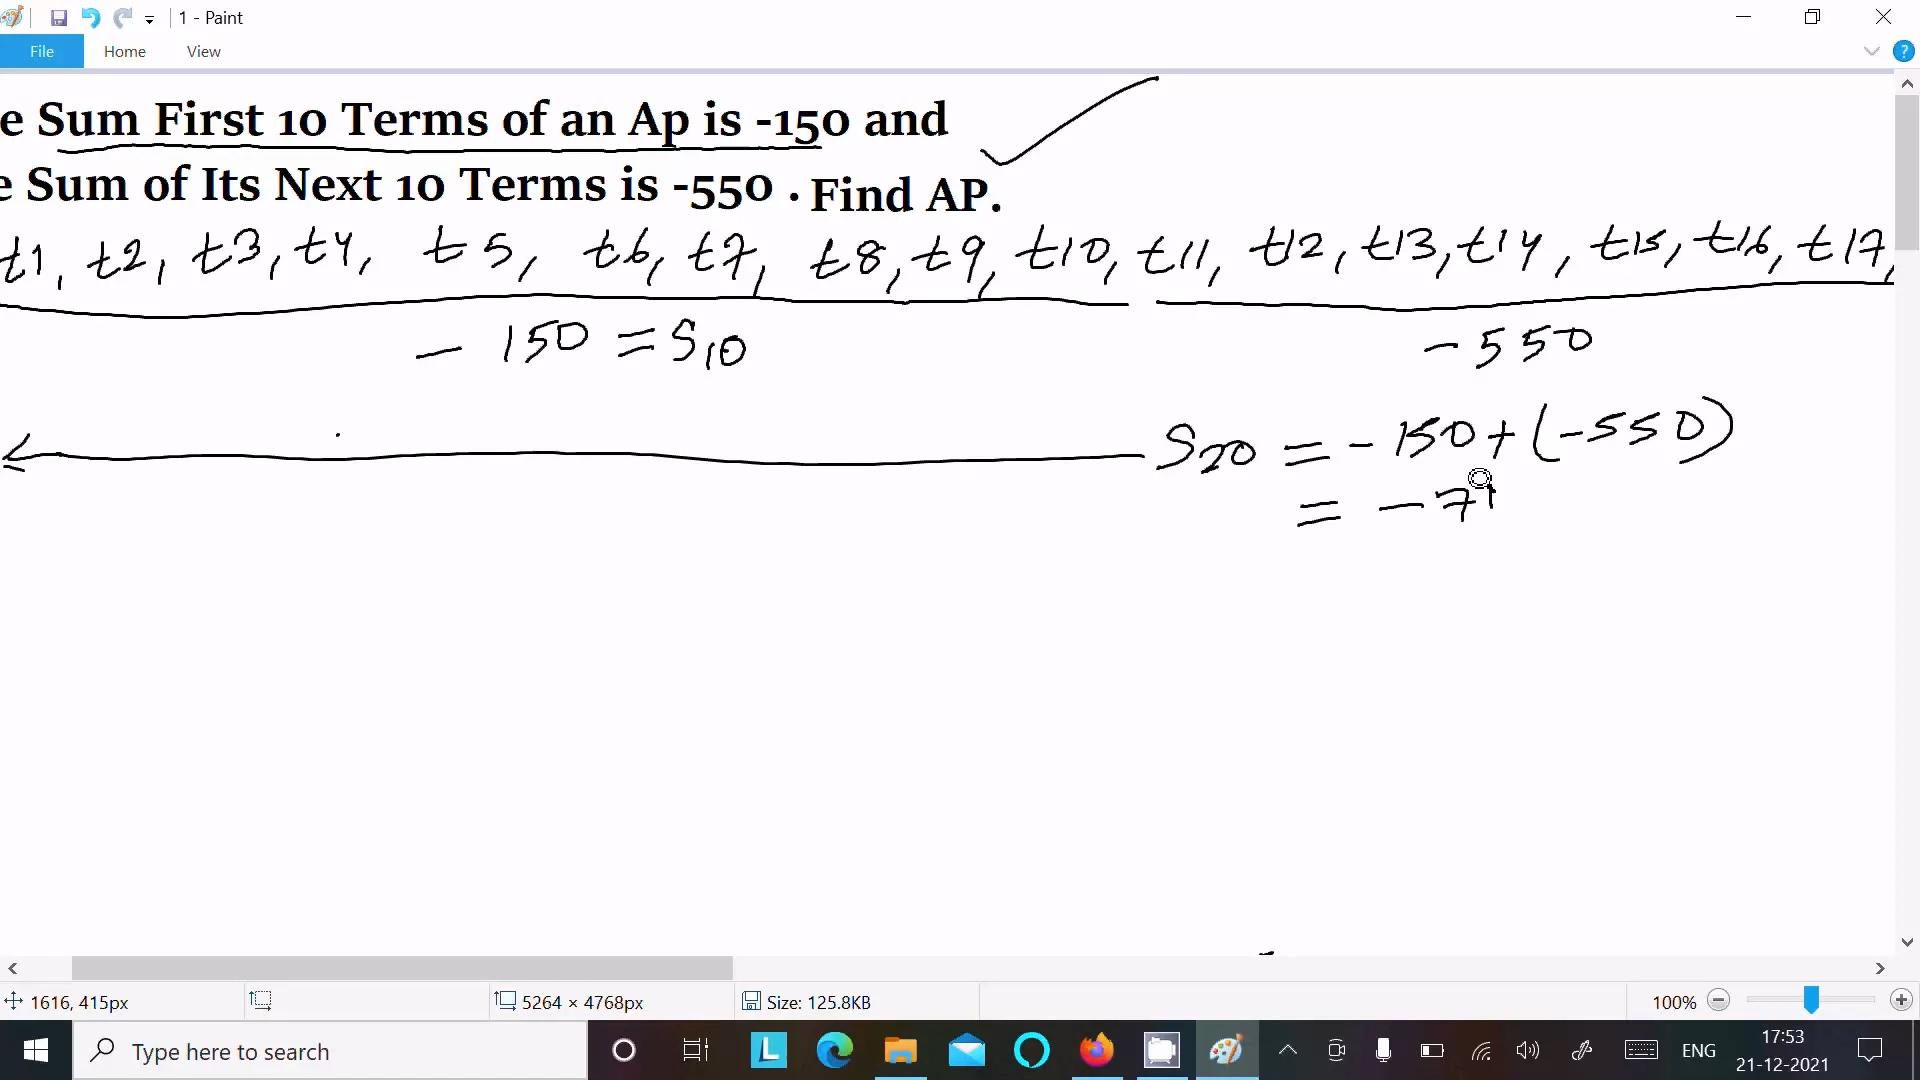 1 - Paint
File Home View
e Sum First 10 Terms of an Ap is -150 and
e Sum of Its Next 10 Terms is -550 . Find AP.
t1, t2, t3, t4, t5, t6, t7, t8, t9, t10, t11, t12, t13, t14, t15, t16, t17,
- 150 = S10 -550
S20 = -150+(-550)
= -7
1616, 415px 5264 × 4768px Size: 125.8KB 100%
Type here to search L ENG 17:53
21-12-2021